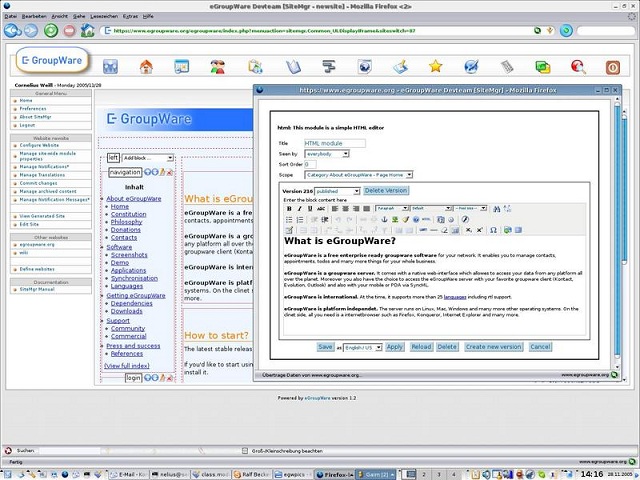 eGroupWare Devteam [SiteMgr - newsite] - Mozilla Firefox <2>
Datei Bearbeiten Ansicht Gehe Lesezeichen Extras Hilfe
GroupWare
Cornelius Weiß - Monday 2005/11/28
General Menu
Home
Preferences
About SiteMgr
Logout
Website newsite
Configure Website
Manage site-wide module properties
Manage Notifications*
Manage Translations
Commit changes
Manage archived content
Manage Notification Messages*
View Generated Site
Edit Site
Other websites
egroupware org
wiki
Define websites
Documentation
SiteMgr Manual
GroupWare
left Add block ...
navigation
Inhalt
About eGroupWare
Home
Constitution
Philosophy
Donations
Contacts
Software
Screenshots
Demo
Applications
Synchronisation
Languages
Getting eGroupWare
Dependencies
Downloads
Support
Community
Commercial
Press and success
References
(View full index)
login
What is eGrou
eGroupWare is a fre
contacts, appointments,
eGroupware is a gro
any platform all over the
groupware client (Kontac
eGroupware is intern
eGroupware is platf
systems. On the clinet s
more.
How to start?
The latest stable releas
If you'd like to start usin
install it.
https://www.egroupware.org - eGroupWare Devteam [SiteMgr] - Mozilla Firefox
html: This module is a simple HTML editor
Title HTML module
Seen by everybody
Sort Order 0
Scope Category About eGroupWare - Page Home
Version 216 published Delete Version
Enter the block content here
What is eGroupWare?
eGroupWare is a free enterprise ready groupware software for your network. It enables you to manage contacts,
appointments, todos and many more things for your whole business.
eGroupware is a groupware server. It comes with a native web-interface which allowes to access your data from any platform all
over the planet. Moreover you also have the choice to access the eGroupWare server with your favorite groupware client (Kontact,
Evolution, Outlook) and also with your mobile or PDA via SyncML.
eGroupware is international. At the time, it supports more than 25 languages including rtl support
eGroupware is platform independent. The server runs on Linux, Mac, Windows and many more other operating systems. On the
clinet side, all you need is a internetbrowser such as Firefox, Konqueror, Internet Explorer and many more.
Save as English / US Apply Reload Delete Create new version Cancel
Übertrage Daten von www.egroupware.org... www.egroupware.org
Powered by eGroupWare version 1.2
Suchen: Groß-/Kleinschreibung beachten
Fertig www.egroupware.org
E-Mail - Ko nelius@ class.mod Ralf Beck egwpics Firefox- Gaim [2] 1 2 3 4 14:16 28.11.2005